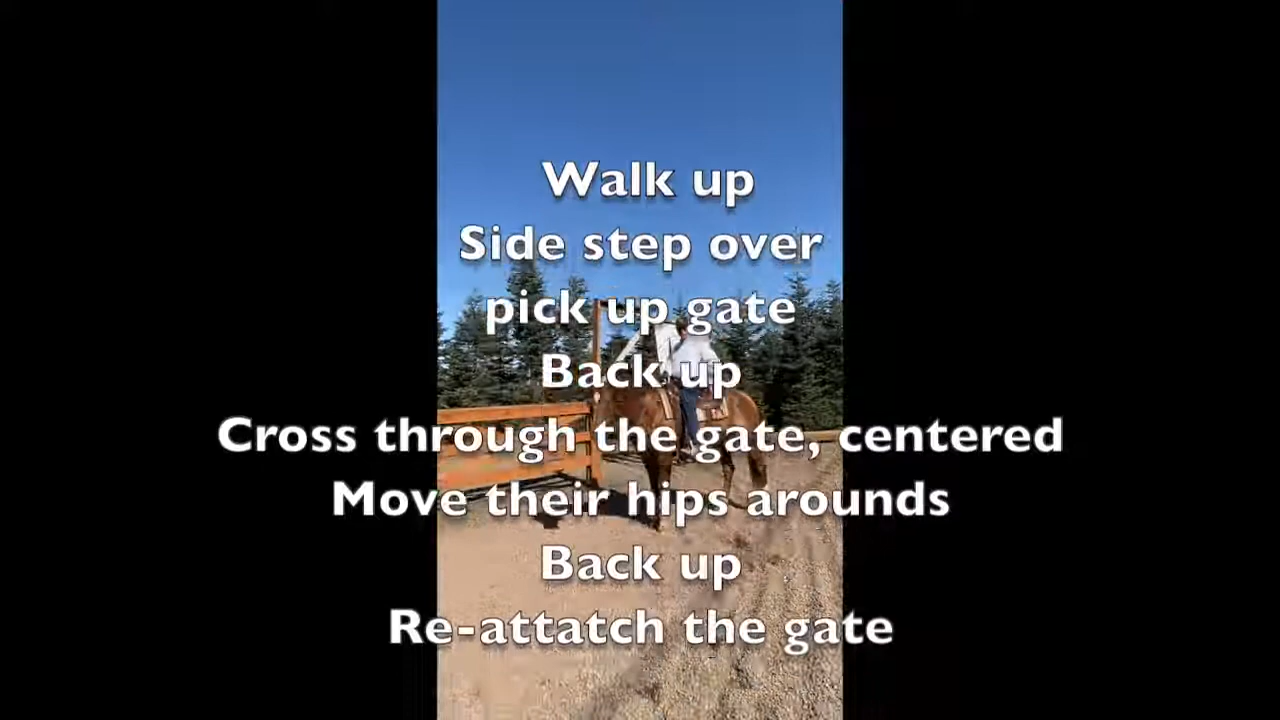 Walk up
Side step over
pick up gate
Back up
Cross through the gate, centered
Move their hips arounds
Back up
Re-attatch the gate